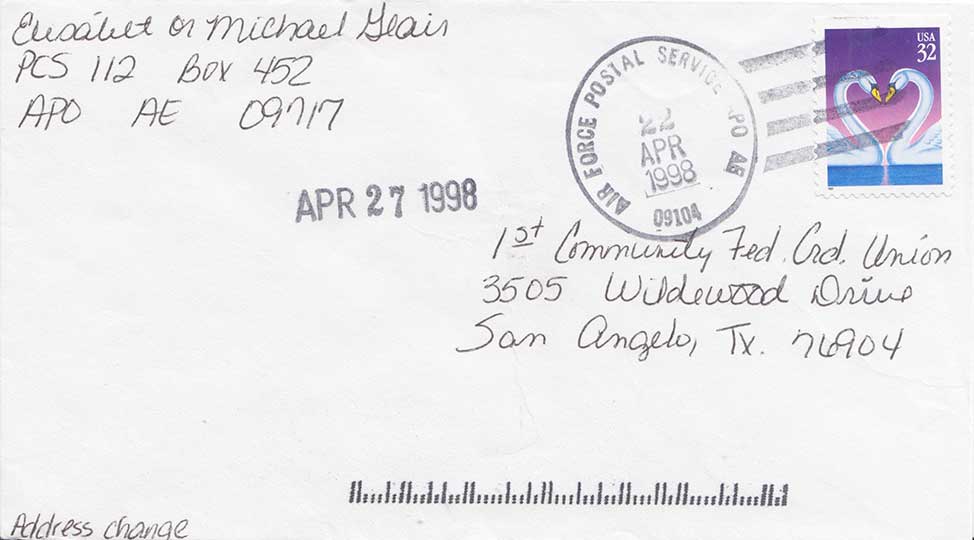 Elisabet or Michael Geair
PCS 112 Box 452
APO AE 09717
USA
32
AIR FORCE POSTAL SERVICE APO AE
22
APR
1998
09104
APR 27 1998
1st Community Fed. Crd. Union
3505 Wildewood Drive
San Angelo, Tx. 76904
Address change